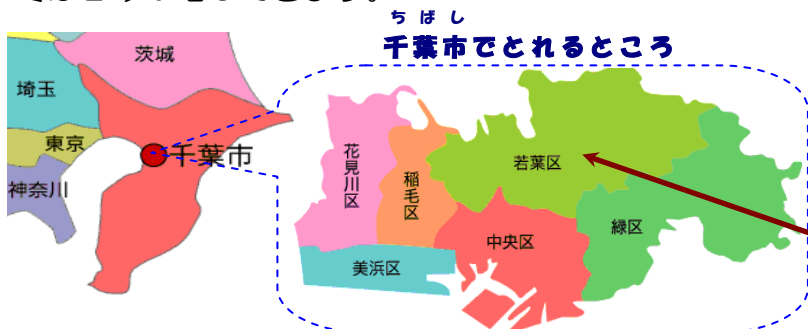 ちばし
千葉市でとれるところ
茨城
埼玉
東京
千葉市
神奈川
花見川区
稲毛区
若葉区
中央区
緑区
美浜区